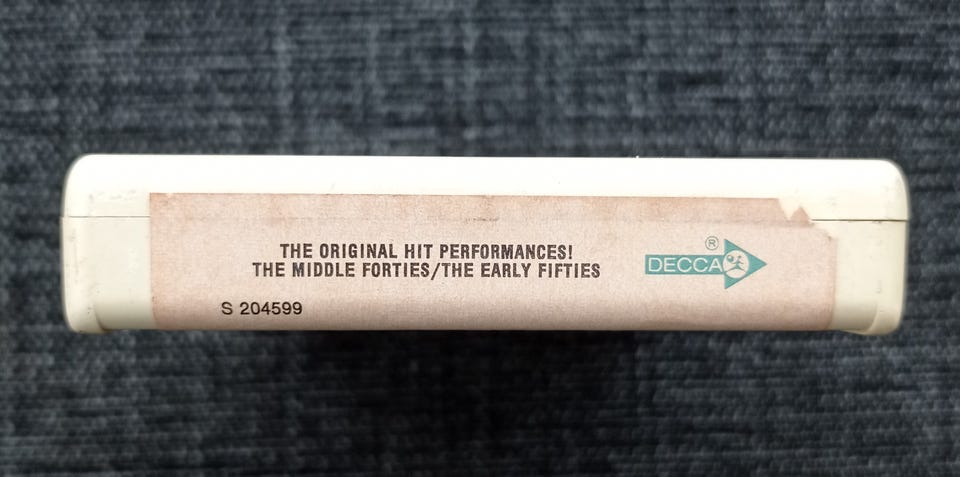 THE ORIGINAL HIT PERFORMANCES!
THE MIDDLE FORTIES/THE EARLY FIFTIES
DECCA®
S 204599